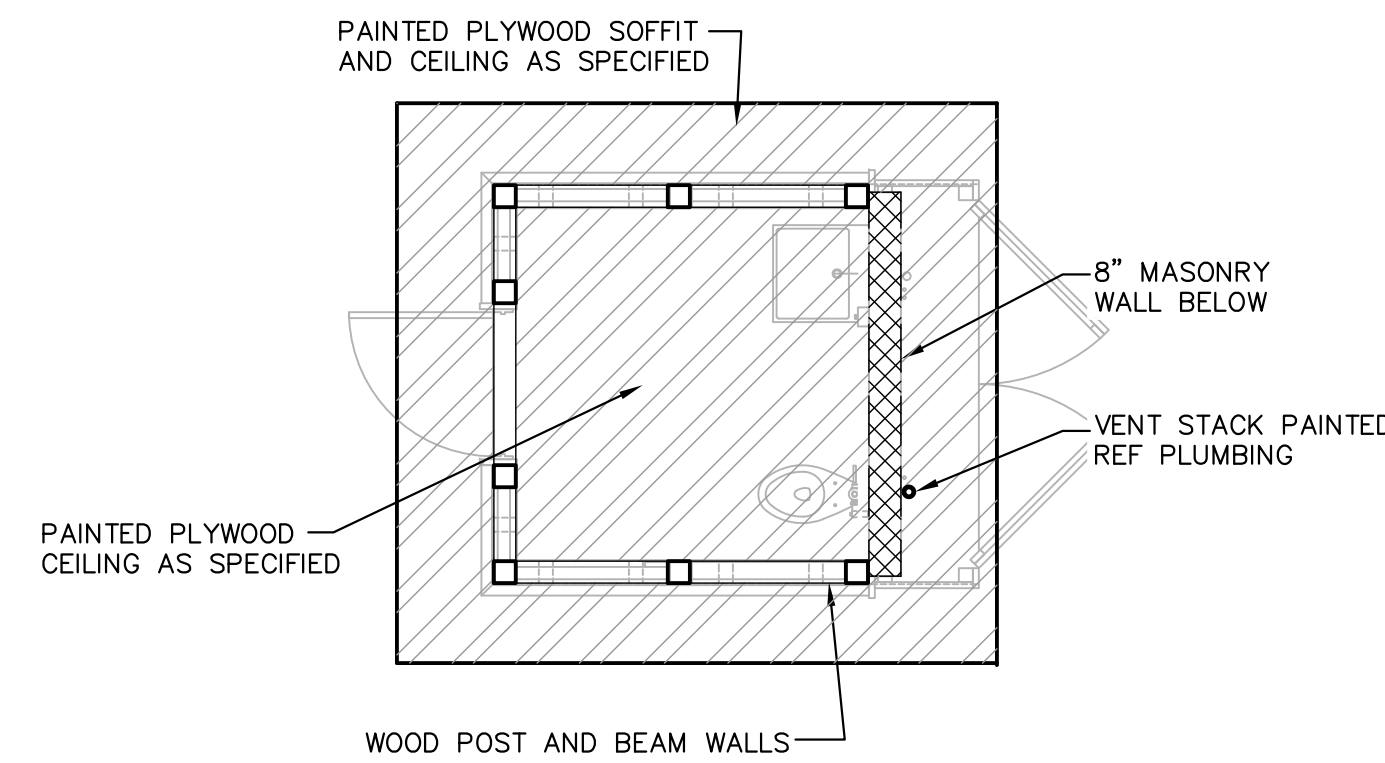 PAINTED PLYWOOD SOFFIT
AND CEILING AS SPECIFIED
8” MASONRY
WALL BELOW
VENT STACK PAINTED
REF PLUMBING
PAINTED PLYWOOD
CEILING AS SPECIFIED
WOOD POST AND BEAM WALLS